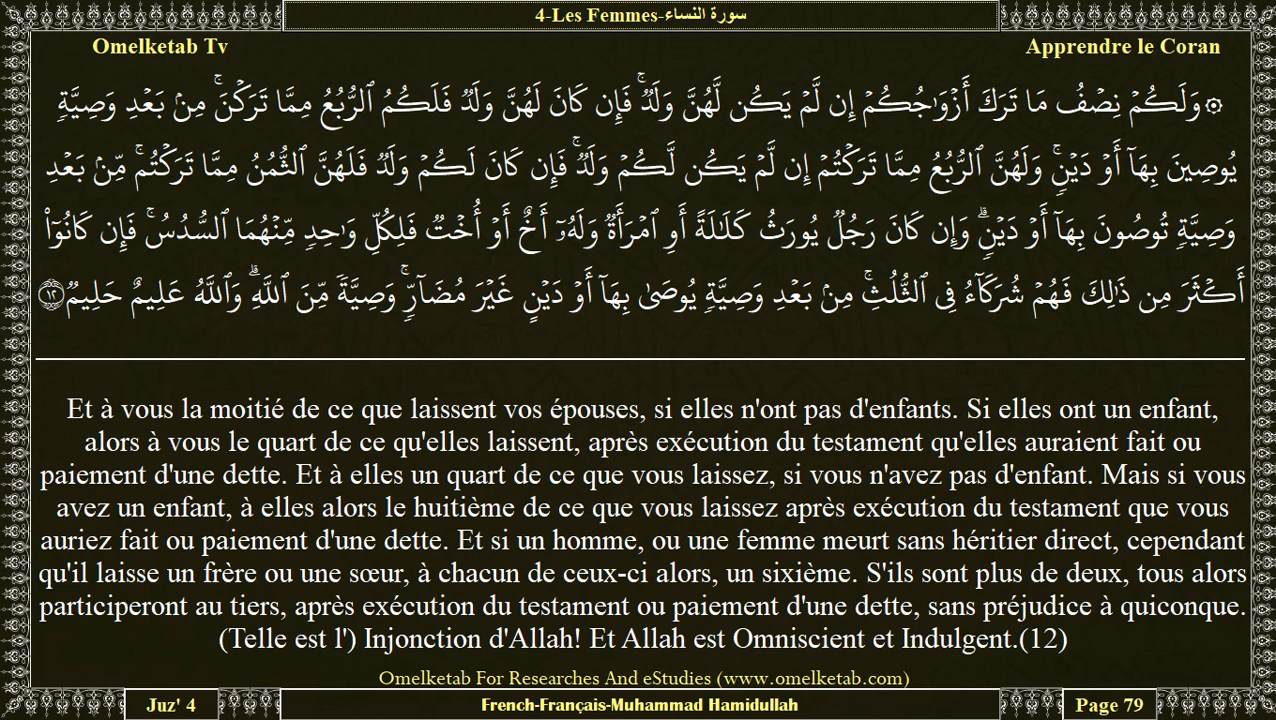 4-Les Femmes-سورة النساء
Omelketab Tv
Apprendre le Coran
۞ وَلَكُمۡ نِصۡفُ مَا تَرَكَ أَزۡوَٰجُكُمۡ إِن لَّمۡ يَكُن لَّهُنَّ وَلَدٞۚ فَإِن كَانَ لَهُنَّ وَلَدٞ فَلَكُمُ ٱلرُّبُعُ مِمَّا تَرَكۡنَۚ مِنۢ بَعۡدِ وَصِيَّةٖ
يُوصِينَ بِهَآ أَوۡ دَيۡنٖۚ وَلَهُنَّ ٱلرُّبُعُ مِمَّا تَرَكۡتُمۡ إِن لَّمۡ يَكُن لَّكُمۡ وَلَدٞۚ فَإِن كَانَ لَكُمۡ وَلَدٞ فَلَهُنَّ ٱلثُّمُنُ مِمَّا تَرَكۡتُمۚ مِّنۢ بَعۡدِ
وَصِيَّةٖ تُوصُونَ بِهَآ أَوۡ دَيۡنٖۗ وَإِن كَانَ رَجُلٞ يُورَثُ كَلَٰلَةً أَوِ ٱمۡرَأَةٞ وَلَهُۥٓ أَخٌ أَوۡ أُخۡتٞ فَلِكُلِّ وَٰحِدٖ مِّنۡهُمَا ٱلسُّدُسُۚ فَإِن كَانُوٓاْ
أَكۡثَرَ مِن ذَٰلِكَ فَهُمۡ شُرَكَآءُ فِي ٱلثُّلُثِۚ مِنۢ بَعۡدِ وَصِيَّةٖ يُوصَىٰ بِهَآ أَوۡ دَيۡنٍ غَيۡرَ مُضَآرّٖۚ وَصِيَّةٗ مِّنَ ٱللَّهِۗ وَٱللَّهُ عَلِيمٌ حَلِيمٞ ١٢
Et à vous la moitié de ce que laissent vos épouses, si elles n'ont pas d'enfants. Si elles ont un enfant,
alors à vous le quart de ce qu'elles laissent, après exécution du testament qu'elles auraient fait ou
paiement d'une dette. Et à elles un quart de ce que vous laissez, si vous n'avez pas d'enfant. Mais si vous
avez un enfant, à elles alors le huitième de ce que vous laissez après exécution du testament que vous
auriez fait ou paiement d'une dette. Et si un homme, ou une femme meurt sans héritier direct, cependant
qu'il laisse un frère ou une sœur, à chacun de ceux-ci alors, un sixième. S'ils sont plus de deux, tous alors
participeront au tiers, après exécution du testament ou paiement d'une dette, sans préjudice à quiconque.
(Telle est l') Injonction d'Allah! Et Allah est Omniscient et Indulgent.(12)
Omelketab For Researches And eStudies (www.omelketab.com)
Juz' 4
French-Français-Muhammad Hamidullah
Page 79